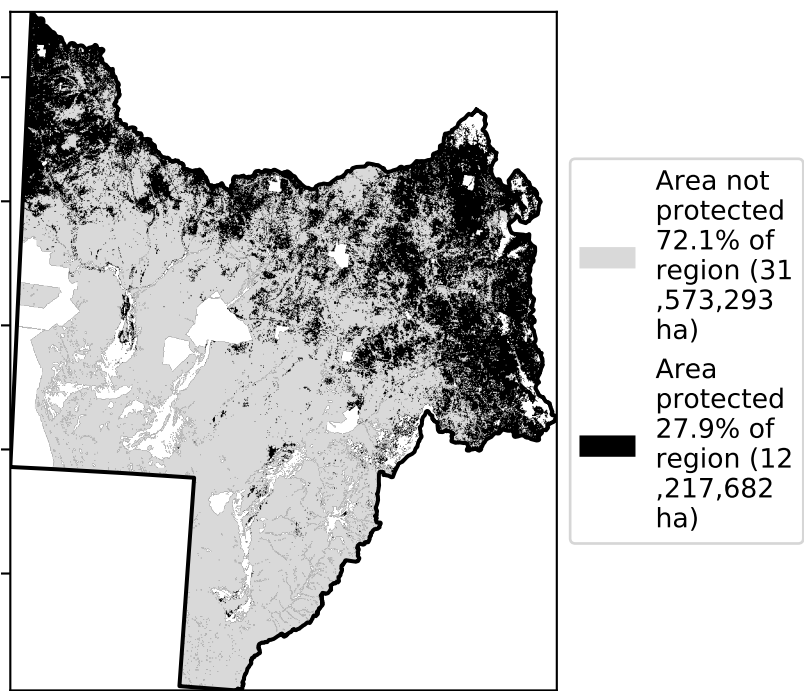 Area not
protected
72.1% of
region (31
,573,293
ha)
Area
protected
27.9% of
region (12
,217,682
ha)